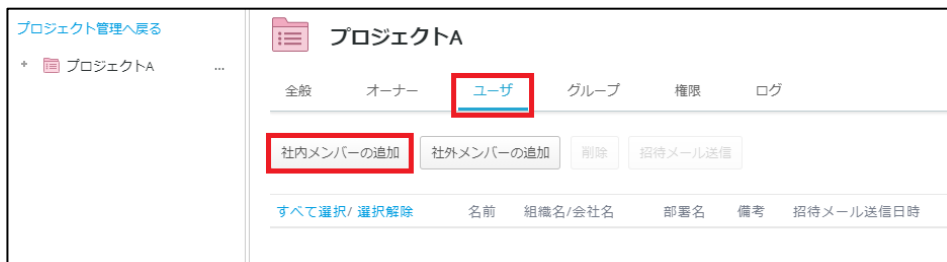 プロジェクト管理へ戻る
+ プロジェクトA ...
プロジェクトA
全般 オーナー ユーザ グループ 権限 ログ
社内メンバーの追加 社外メンバーの追加 削除 招待メール送信
すべて選択/ 選択解除 名前 組織名/会社名 部署名 備考 招待メール送信日時